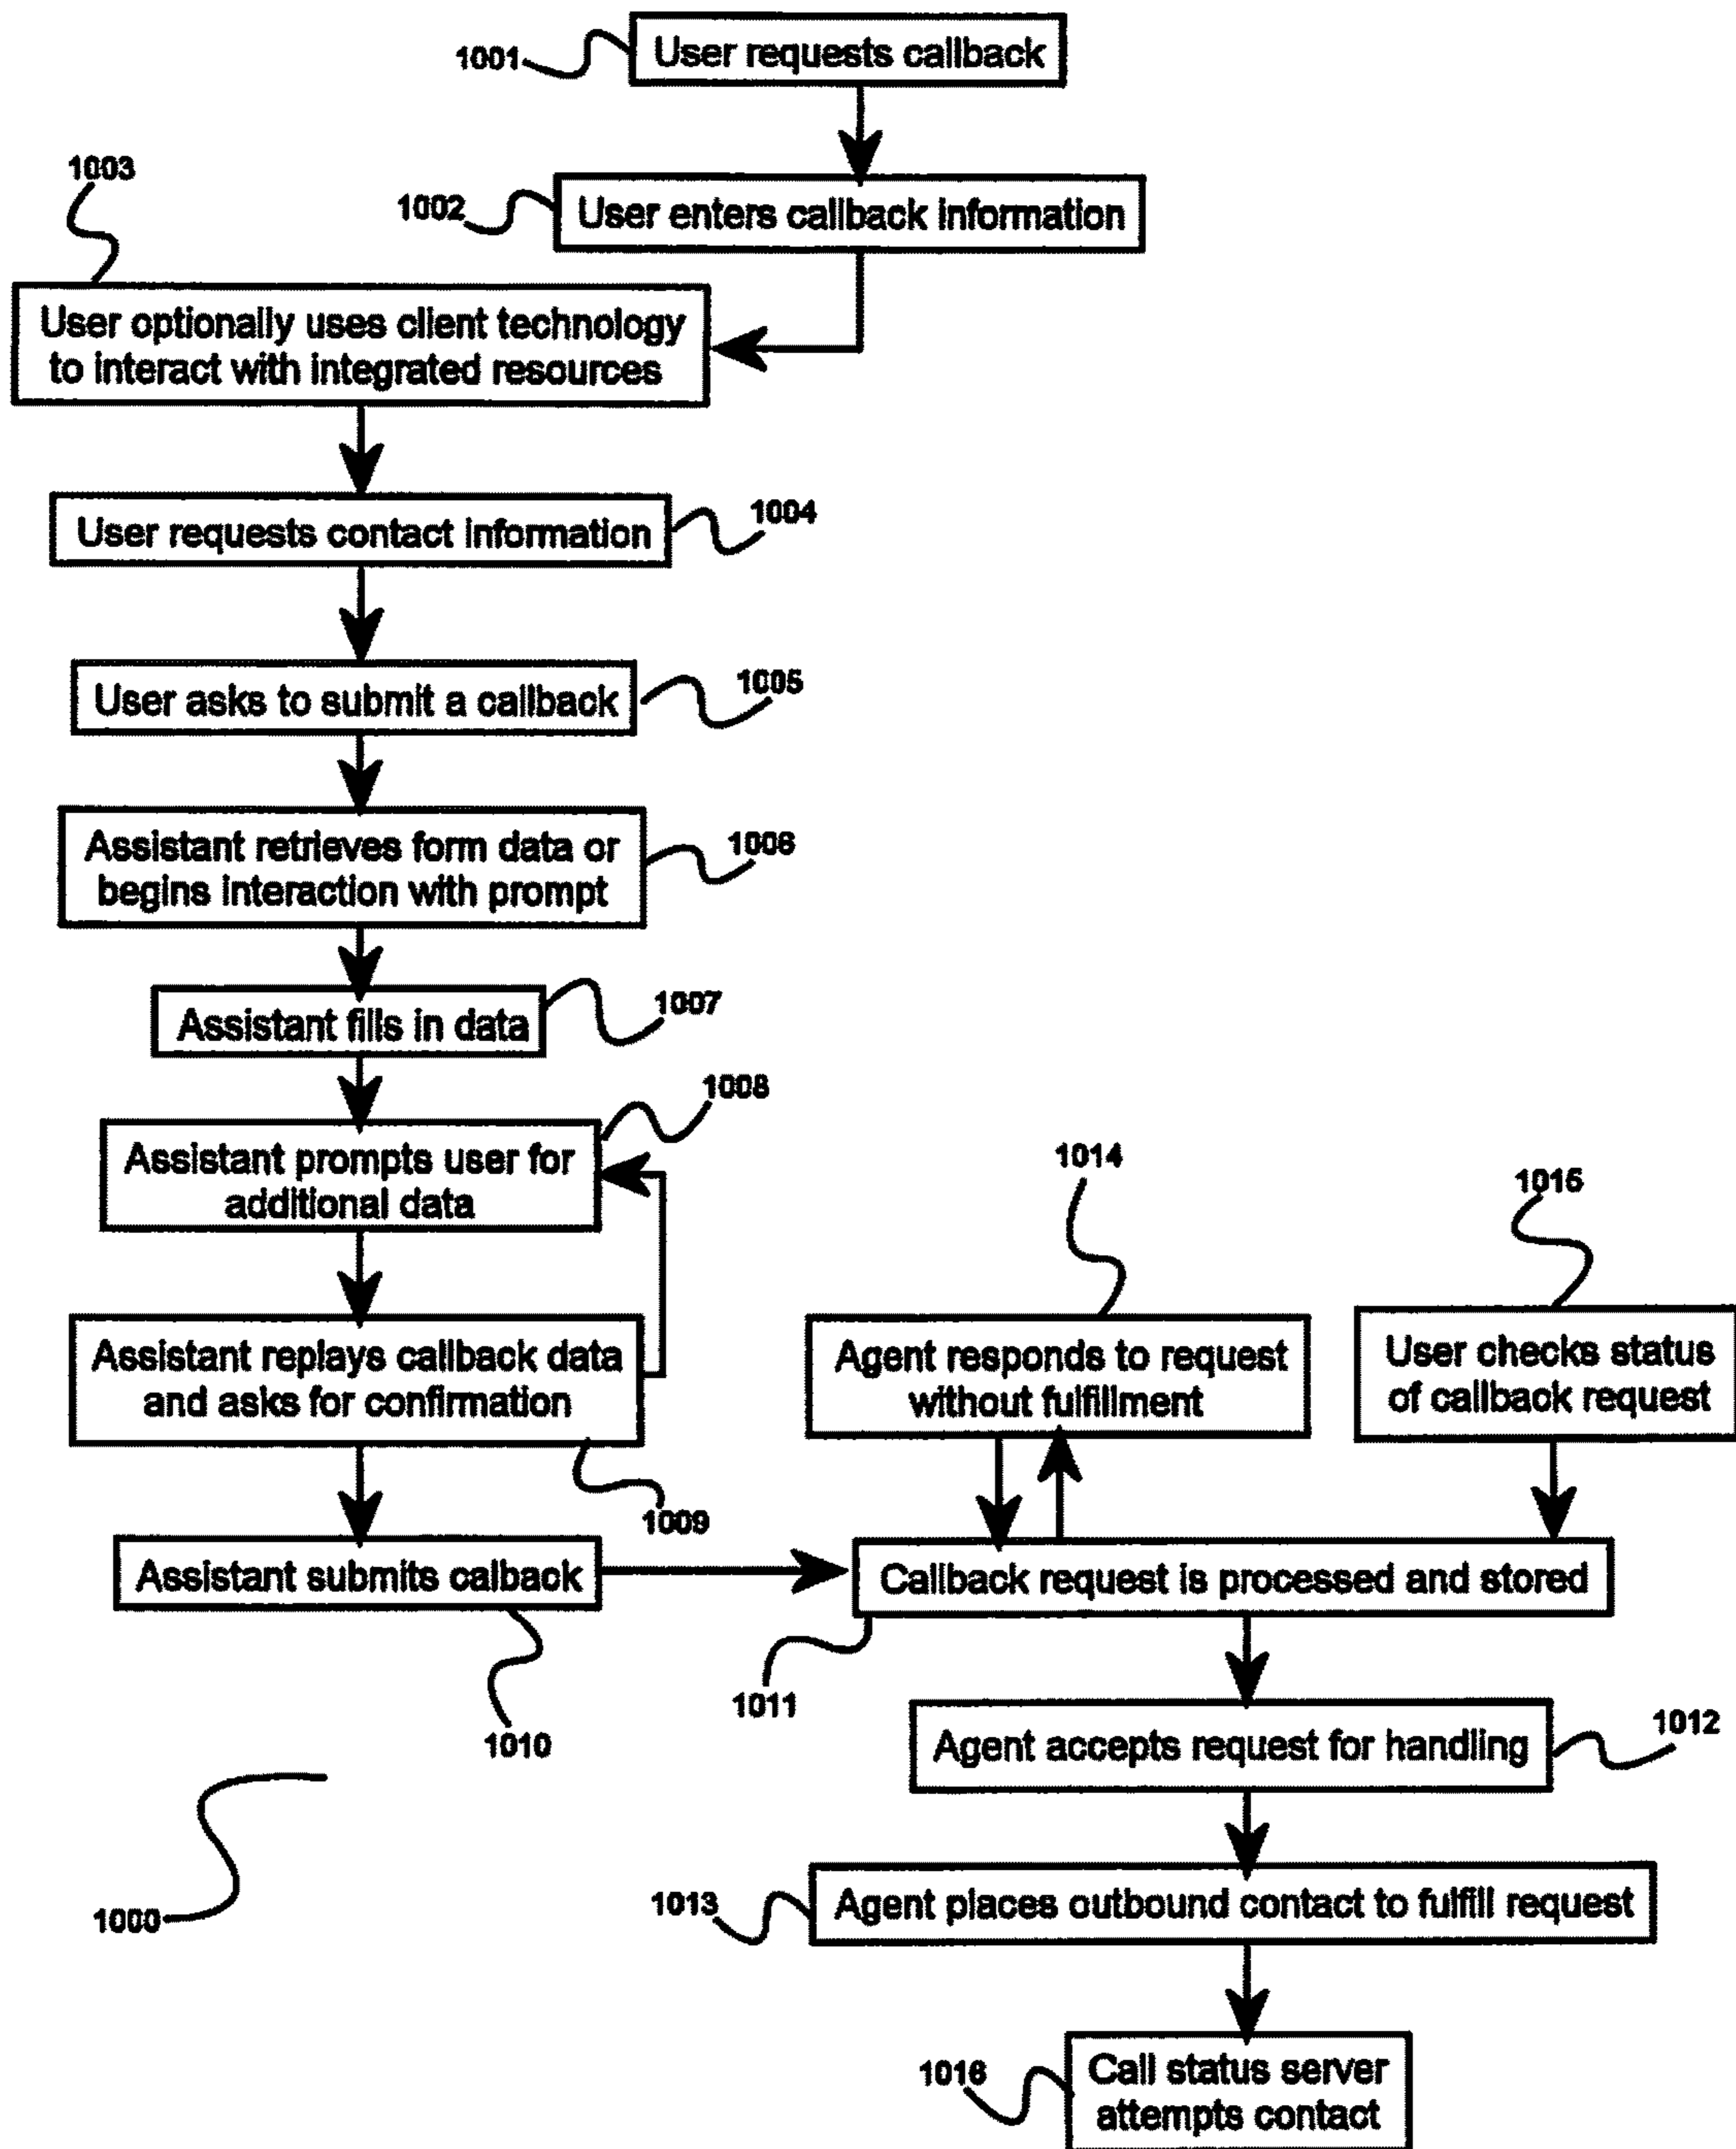 1001
User requests callback
1003
1002
User enters callback information
User optionally uses client technology
to interact with integrated resources
User requests contact information
1004
User asks to submit a callback
1005
Assistant retrieves form data or
begins interaction with prompt
1006
Assistant fills in data
1007
1008
Assistant prompts user for
additional data
1014
1015
Assistant replays callback data
and asks for confirmation
1009
Agent responds to request
without fulfillment
User checks status
of callback request
Assistant submits calback
1010
Callback request is processed and stored
1011
Agent accepts request for handling
1012
1000
1013
Agent places outbound contact to fulfill request
1016
Call status server
attempts contact